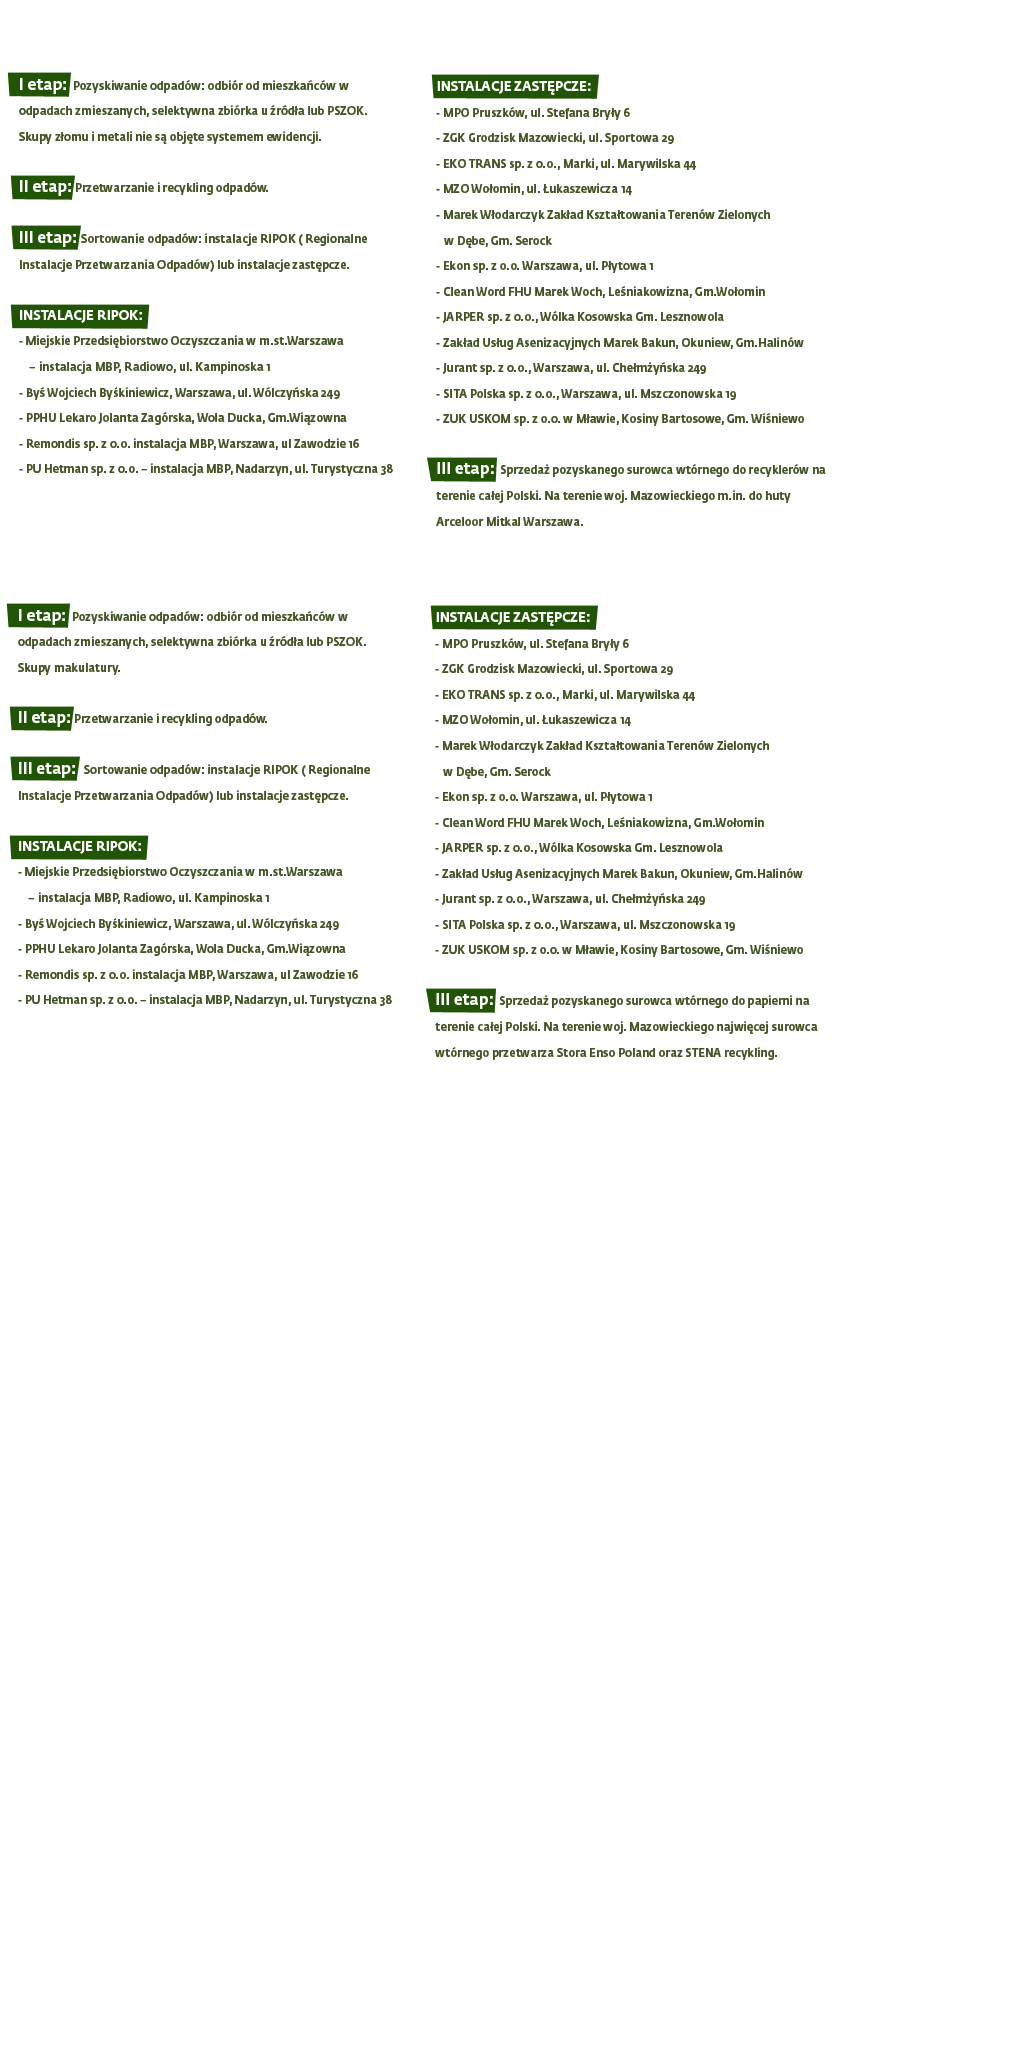 I etap: Pozyskiwanie odpadów: odbiór od mieszkańców w
odpadach zmieszanych, selektywna zbiórka u źródła lub PSZOK.
Skupy złomu i metali nie są objęte systemem ewidencji.
II etap: Przetwarzanie i recykling odpadów.
III etap: Sortowanie odpadów: instalacje RIPOK ( Regionalne
Instalacje Przetwarzania Odpadów) lub instalacje zastępcze.
INSTALACJE RIPOK:
- Miejskie Przedsiębiorstwo Oczyszczania w m.st.Warszawa
– instalacja MBP, Radiowo, ul. Kampinoska 1
- Byś Wojciech Byśkiniewicz, Warszawa, ul. Wólczyńska 249
- PPHU Lekaro Jolanta Zagórska, Wola Ducka, Gm.Wiązowna
- Remondis sp. z o.o. instalacja MBP, Warszawa, ul Zawodzie 16
- PU Hetman sp. z o.o. – instalacja MBP, Nadarzyn, ul. Turystyczna 38
INSTALACJE ZASTĘPCZE:
- MPO Pruszków, ul. Stefana Bryły 6
- ZGK Grodzisk Mazowiecki, ul. Sportowa 29
- EKO TRANS sp. z o.o., Marki, ul. Marywilska 44
- MZO Wołomin, ul. Łukaszewicza 14
- Marek Włodarczyk Zakład Kształtowania Terenów Zielonych
w Dębe, Gm. Serock
- Ekon sp. z o.o. Warszawa, ul. Płytowa 1
- Clean Word FHU Marek Woch, Leśniakowizna, Gm.Wołomin
- JARPER sp. z o.o., Wólka Kosowska Gm. Lesznowola
- Zakład Usług Asenizacyjnych Marek Bakun, Okuniew, Gm.Halinów
- Jurant sp. z o.o., Warszawa, ul. Chełmżyńska 249
- SITA Polska sp. z o.o., Warszawa, ul. Mszczonowska 19
- ZUK USKOM sp. z o.o. w Mławie, Kosiny Bartosowe, Gm. Wiśniewo
III etap: Sprzedaż pozyskanego surowca wtórnego do recyklerów na
terenie całej Polski. Na terenie woj. Mazowieckiego m.in. do huty
Arceloor Mitkal Warszawa.
I etap: Pozyskiwanie odpadów: odbiór od mieszkańców w
odpadach zmieszanych, selektywna zbiórka u źródła lub PSZOK.
Skupy makulatury.
II etap: Przetwarzanie i recykling odpadów.
III etap: Sortowanie odpadów: instalacje RIPOK ( Regionalne
Instalacje Przetwarzania Odpadów) lub instalacje zastępcze.
INSTALACJE RIPOK:
- Miejskie Przedsiębiorstwo Oczyszczania w m.st.Warszawa
– instalacja MBP, Radiowo, ul. Kampinoska 1
- Byś Wojciech Byśkiniewicz, Warszawa, ul. Wólczyńska 249
- PPHU Lekaro Jolanta Zagórska, Wola Ducka, Gm.Wiązowna
- Remondis sp. z o.o. instalacja MBP, Warszawa, ul Zawodzie 16
- PU Hetman sp. z o.o. – instalacja MBP, Nadarzyn, ul. Turystyczna 38
INSTALACJE ZASTĘPCZE:
- MPO Pruszków, ul. Stefana Bryły 6
- ZGK Grodzisk Mazowiecki, ul. Sportowa 29
- EKO TRANS sp. z o.o., Marki, ul. Marywilska 44
- MZO Wołomin, ul. Łukaszewicza 14
- Marek Włodarczyk Zakład Kształtowania Terenów Zielonych
w Dębe, Gm. Serock
- Ekon sp. z o.o. Warszawa, ul. Płytowa 1
- Clean Word FHU Marek Woch, Leśniakowizna, Gm.Wołomin
- JARPER sp. z o.o., Wólka Kosowska Gm. Lesznowola
- Zakład Usług Asenizacyjnych Marek Bakun, Okuniew, Gm.Halinów
- Jurant sp. z o.o., Warszawa, ul. Chełmżyńska 249
- SITA Polska sp. z o.o., Warszawa, ul. Mszczonowska 19
- ZUK USKOM sp. z o.o. w Mławie, Kosiny Bartosowe, Gm. Wiśniewo
III etap: Sprzedaż pozyskanego surowca wtórnego do papierni na
terenie całej Polski. Na terenie woj. Mazowieckiego najwięcej surowca
wtórnego przetwarza Stora Enso Poland oraz STENA recykling.